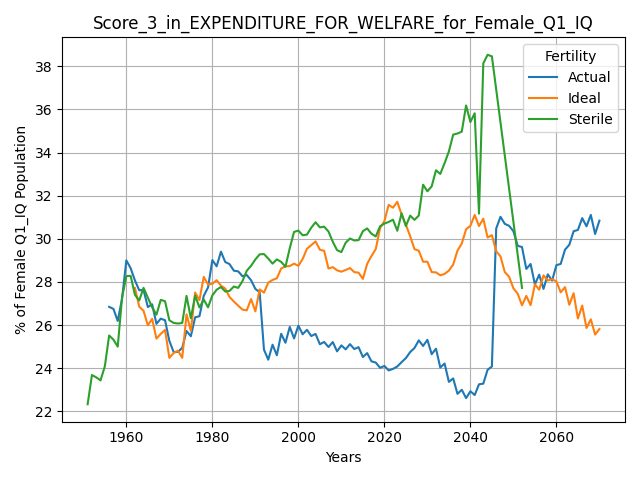 Score_3_in_EXPENDITURE_FOR_WELFARE_for_Female_Q1_IQ
Fertility
Actual
Ideal
Sterile
% of Female Q1_IQ Population
38
36
34
32
30
28
26
24
22
1960
1980
2000
2020
2040
2060
Years